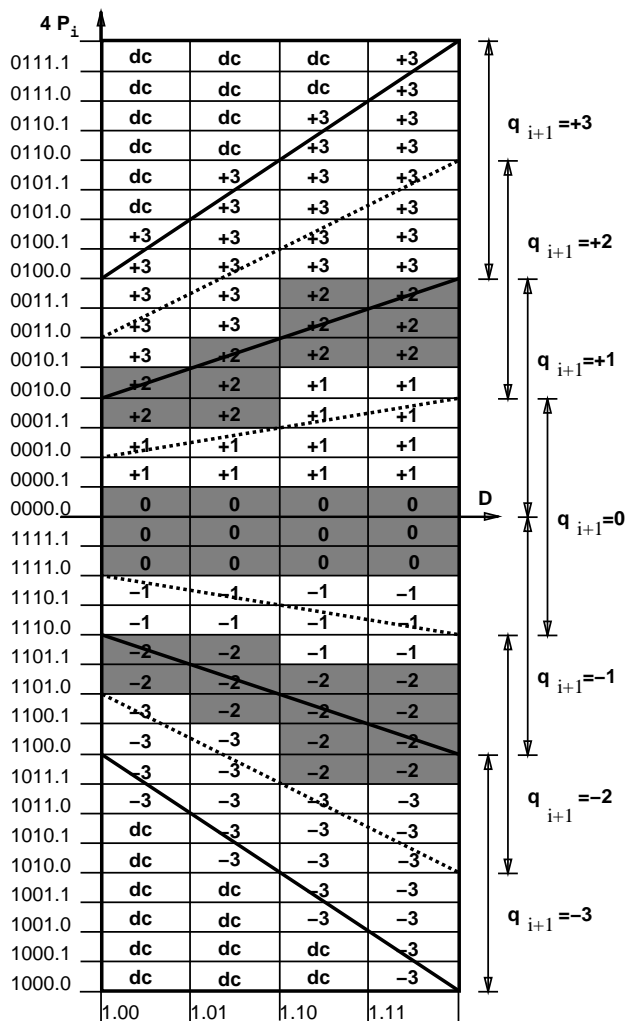 4 P i
0111.1 dc dc dc +3
0111.0 dc dc dc +3
0110.1 dc dc +3 +3
q i+1 =+3
0110.0 dc dc +3 +3
0101.1 dc +3 +3 +3
0101.0 dc +3 +3 +3
0100.1 +3 +3 +3 +3
q i+1 =+2
0100.0 +3 +3 +3 +3
0011.1 +3 +3 +2 +2
0011.0 +3 +3 +2 +2
0010.1 +3 +2 +2 +2
q i+1 =+1
0010.0 +2 +2 +1 +1
0001.1 +2 +2 +1 +1
0001.0 +1 +1 +1 +1
0000.1 +1 +1 +1 +1
0000.0 0 0 0 0 D
q i+1 =0
1111.1 0 0 0 0
1111.0 0 0 0 0
1110.1 −1 −1 −1 −1
1110.0 −1 −1 −1 −1
1101.1 −2 −2 −1 −1
1101.0 −2 −2 −2 −2
q i+1 =−1
1100.1 −3 −2 −2 −2
1100.0 −3 −3 −2 −2
1011.1 −3 −3 −2 −2
1011.0 −3 −3 −3 −3
q i+1 =−2
1010.1 dc −3 −3 −3
1010.0 dc −3 −3 −3
1001.1 dc dc −3 −3
1001.0 dc dc −3 −3
q i+1 =−3
1000.1 dc dc dc −3
1000.0 dc dc dc −3
1.00 1.01 1.10 1.11